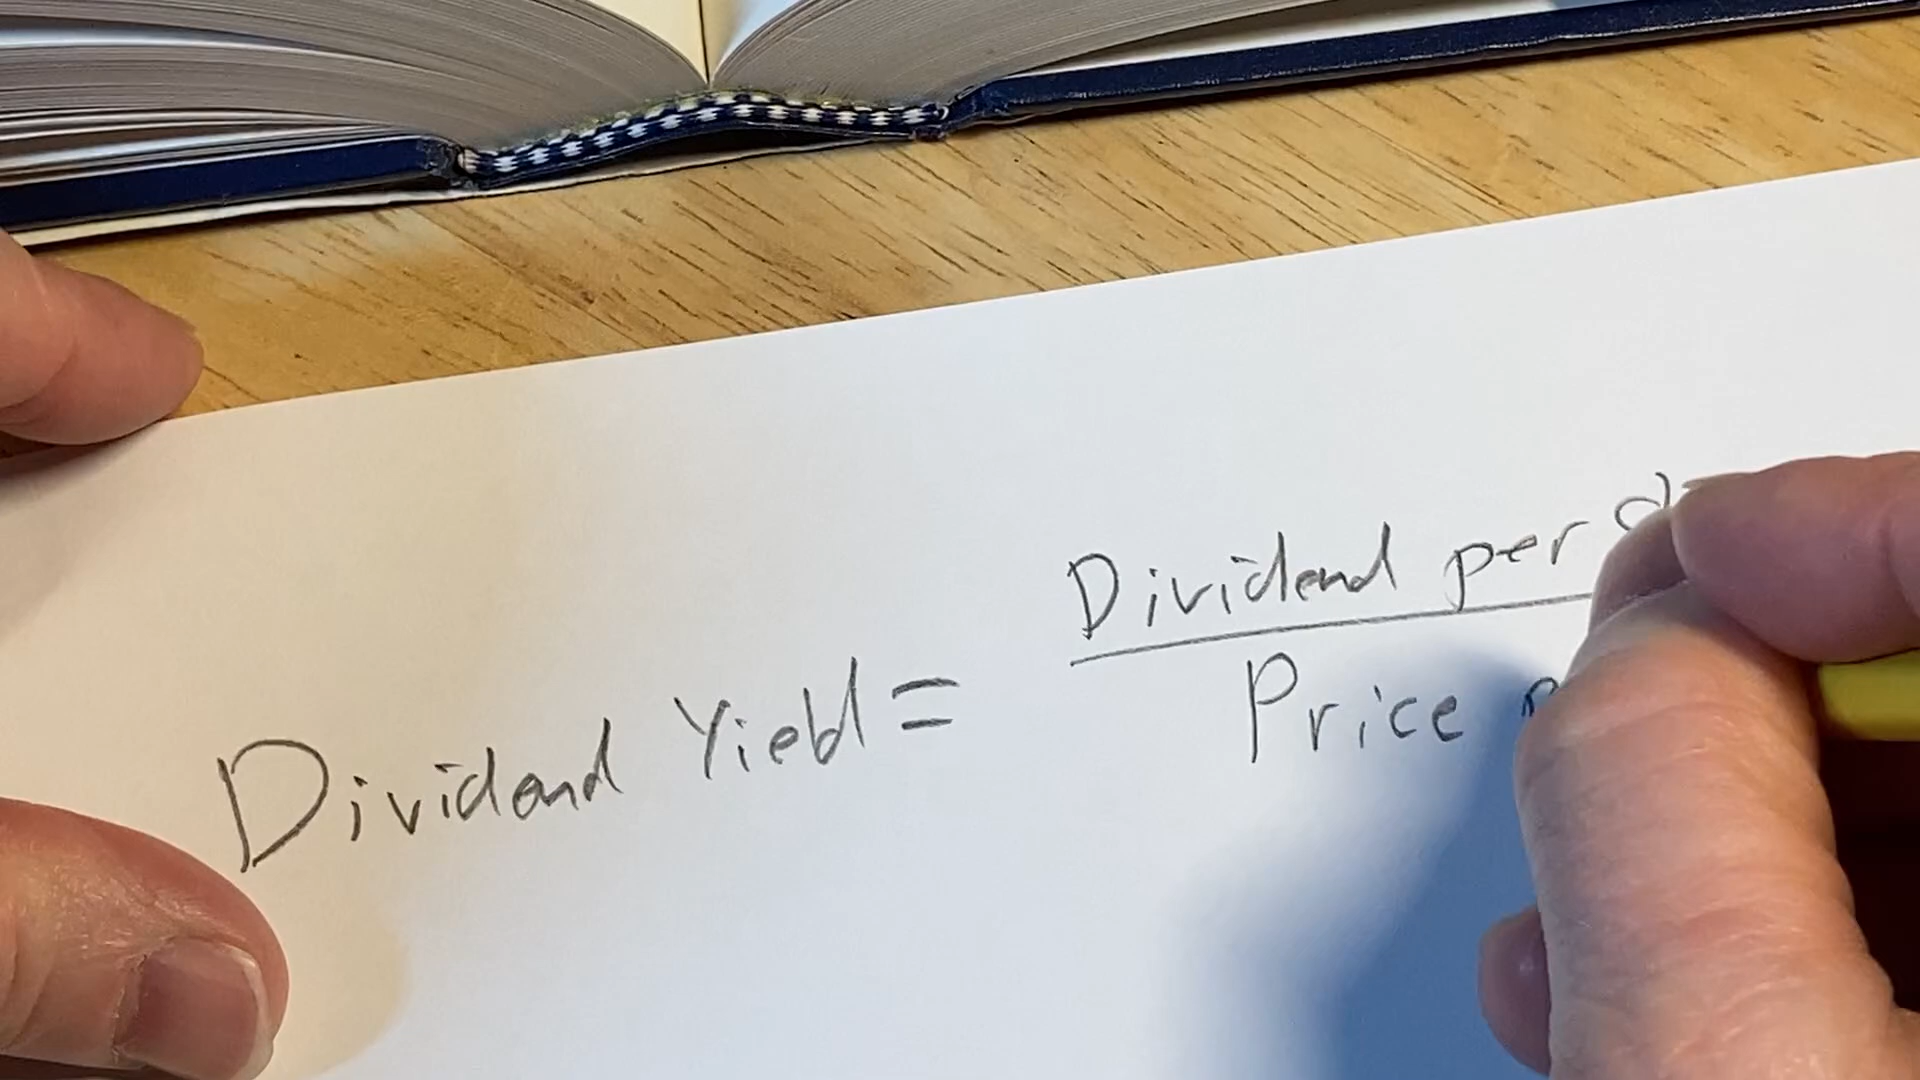 Dividend per
Dividend Yield =
Price